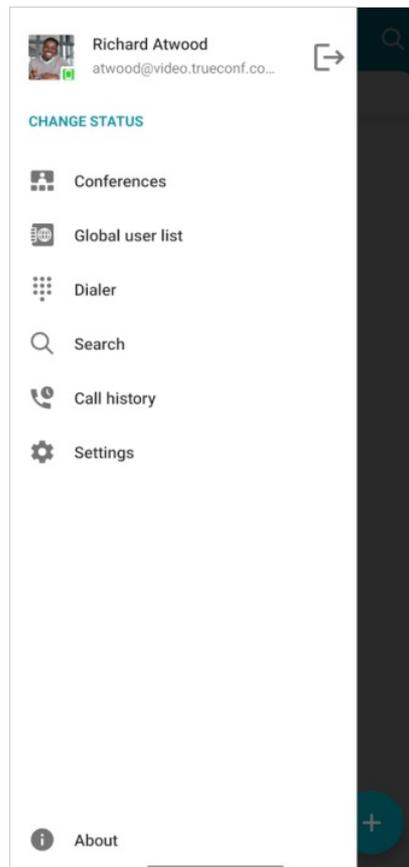 Richard Atwood
atwood@video.trueconf.co...
CHANGE STATUS
Conferences
Global user list
Dialer
Search
Call history
Settings
About